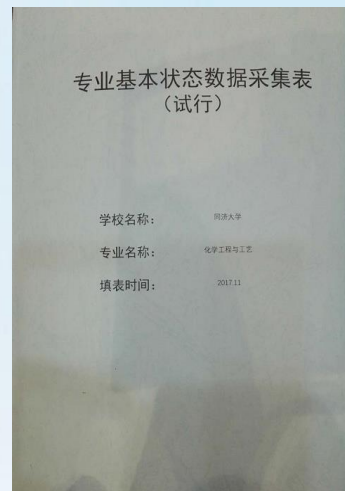 专业基本状态数据采集表
（试行）
学校名称： 同济大学
专业名称： 化学工程与工艺
填表时间： 2017.11